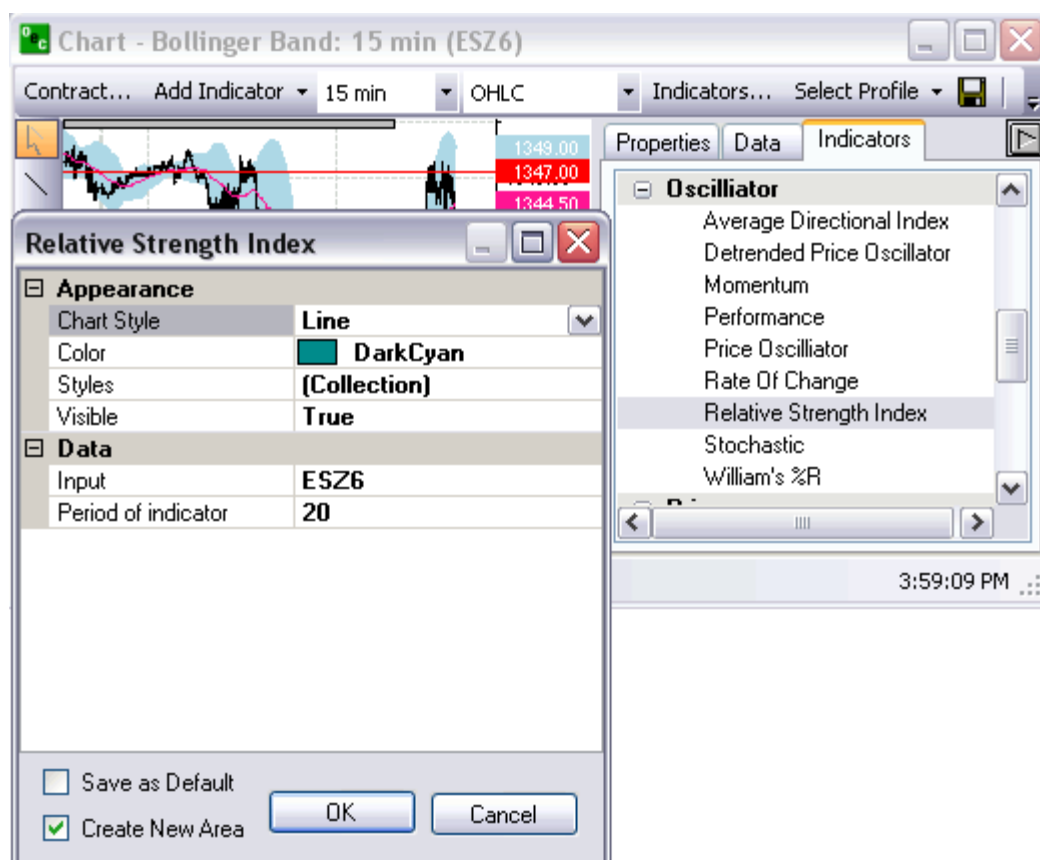 Oec Chart - Bollinger Band: 15 min (ESZ6)
Contract... Add Indicator 15 min OHLC Indicators... Select Profile
1349.00
1347.00
1344.50
Properties Data Indicators
Oscilliator
Average Directional Index
Detrended Price Oscillator
Momentum
Performance
Price Oscilliator
Rate Of Change
Relative Strength Index
Stochastic
William's %R
3:59:09 PM
Relative Strength Index
Appearance
Chart Style Line
Color DarkCyan
Styles (Collection)
Visible True
Data
Input ESZ6
Period of indicator 20
Save as Default
Create New Area
OK Cancel